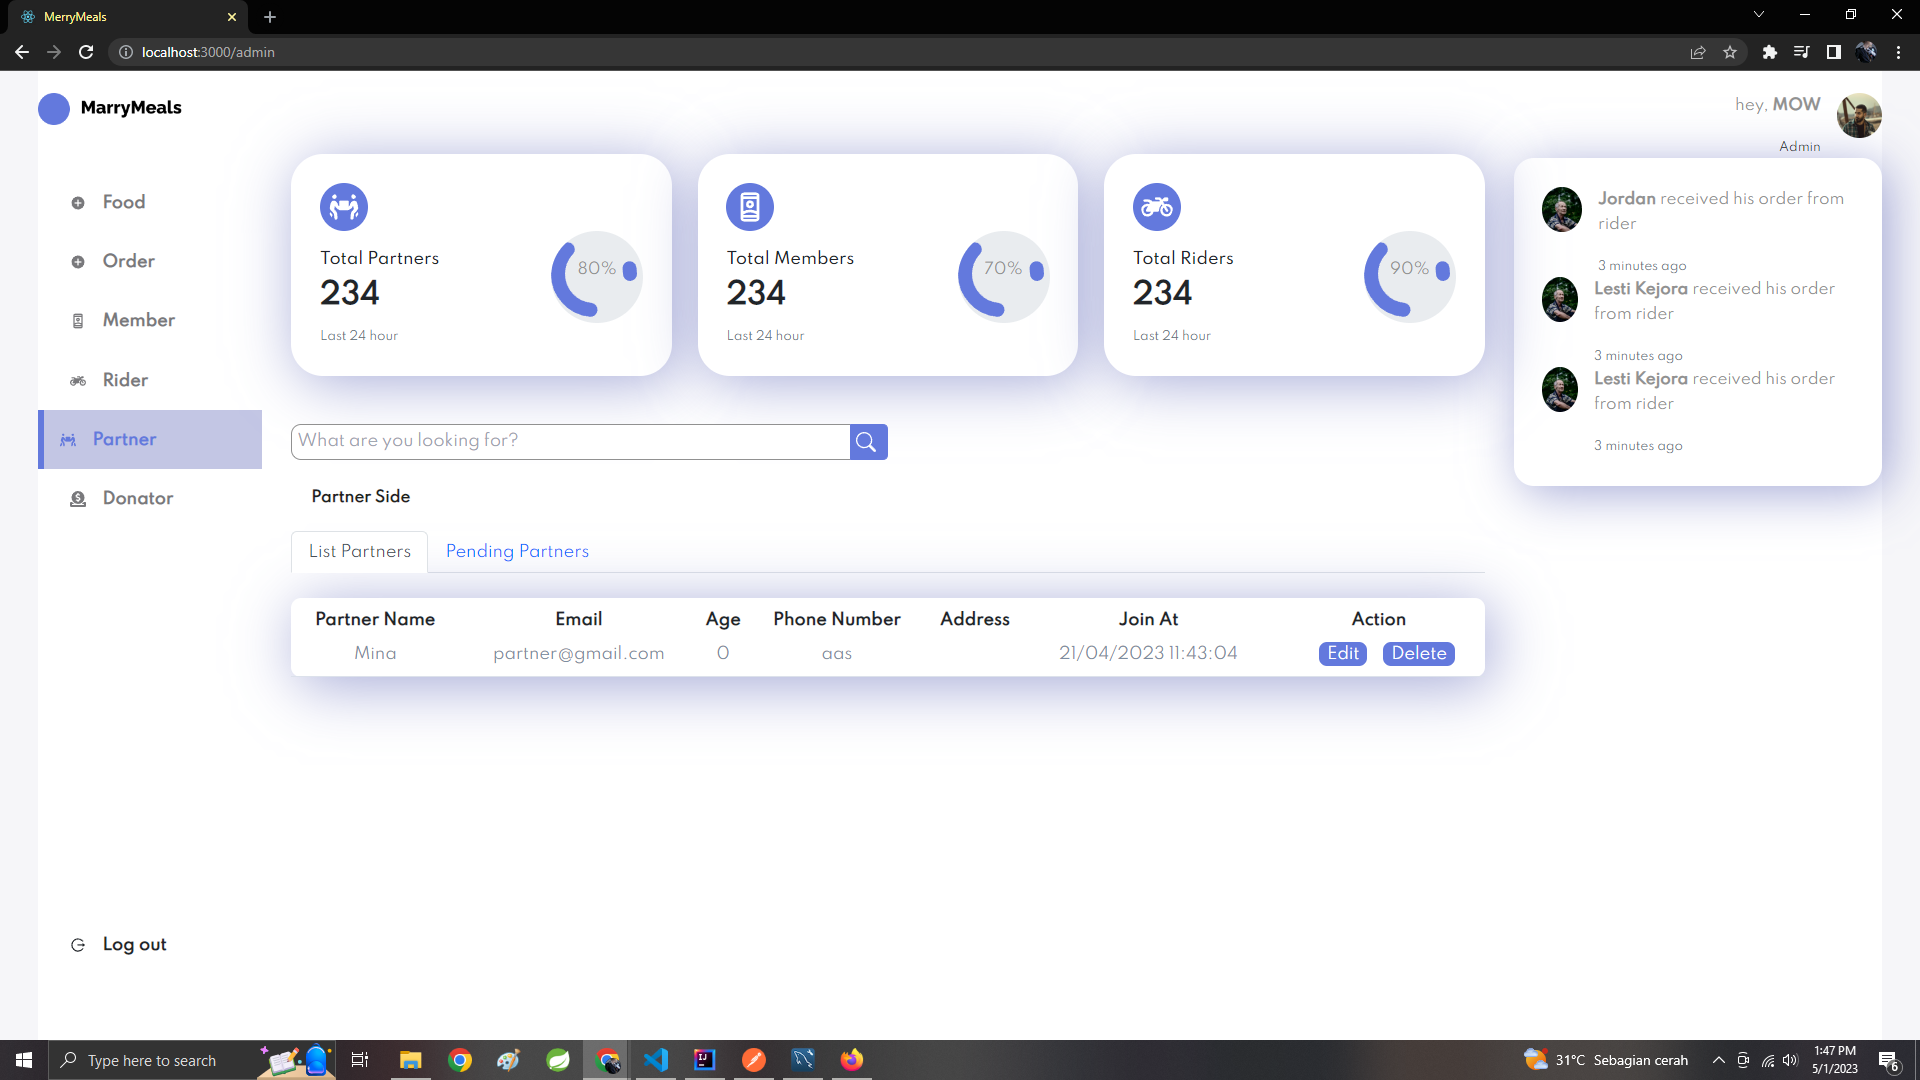 MerryMeals
localhost:3000/admin
MarryMeals
hey, MOW
Admin
Food
Order
Member
Rider
Partner
Donator
Log out
Total Partners
234
Last 24 hour
80%
Total Members
234
Last 24 hour
70%
Total Riders
234
Last 24 hour
90%
Jordan received his order from
rider
3 minutes ago
Lesti Kejora received his order
from rider
3 minutes ago
Lesti Kejora received his order
from rider
3 minutes ago
What are you looking for?
Partner Side
List Partners Pending Partners
Partner Name Email Age Phone Number Address Join At Action
Mina partner@gmail.com 0 aas 21/04/2023 11:43:04 Edit Delete
Type here to search
31°C Sebagian cerah
1:47 PM
5/1/2023
6